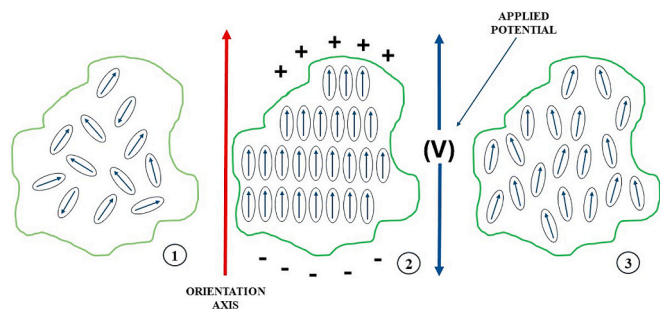 APPLIED
POTENTIAL
+ + + + +
(V)
1
2
3
- - - - -
ORIENTATION
AXIS